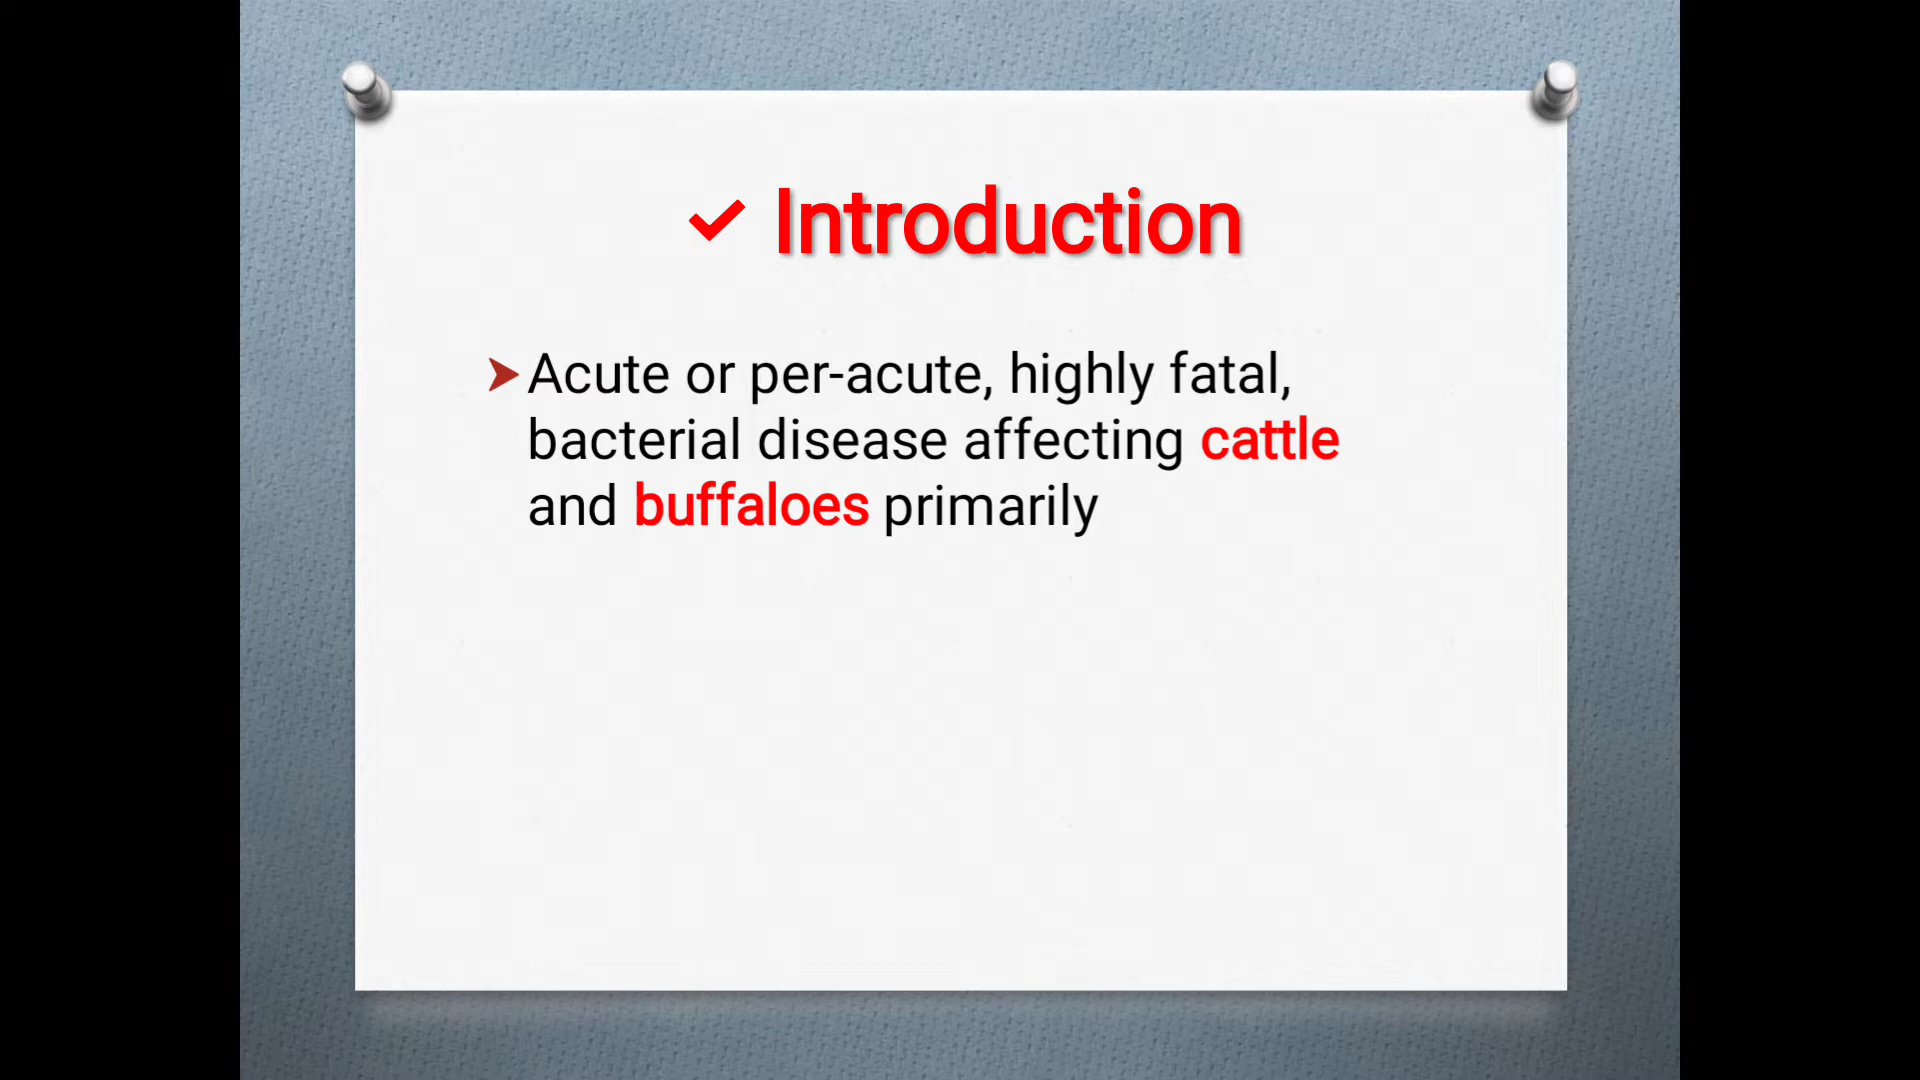 ✓ Introduction
➤Acute or per-acute, highly fatal,
bacterial disease affecting cattle
and buffaloes primarily